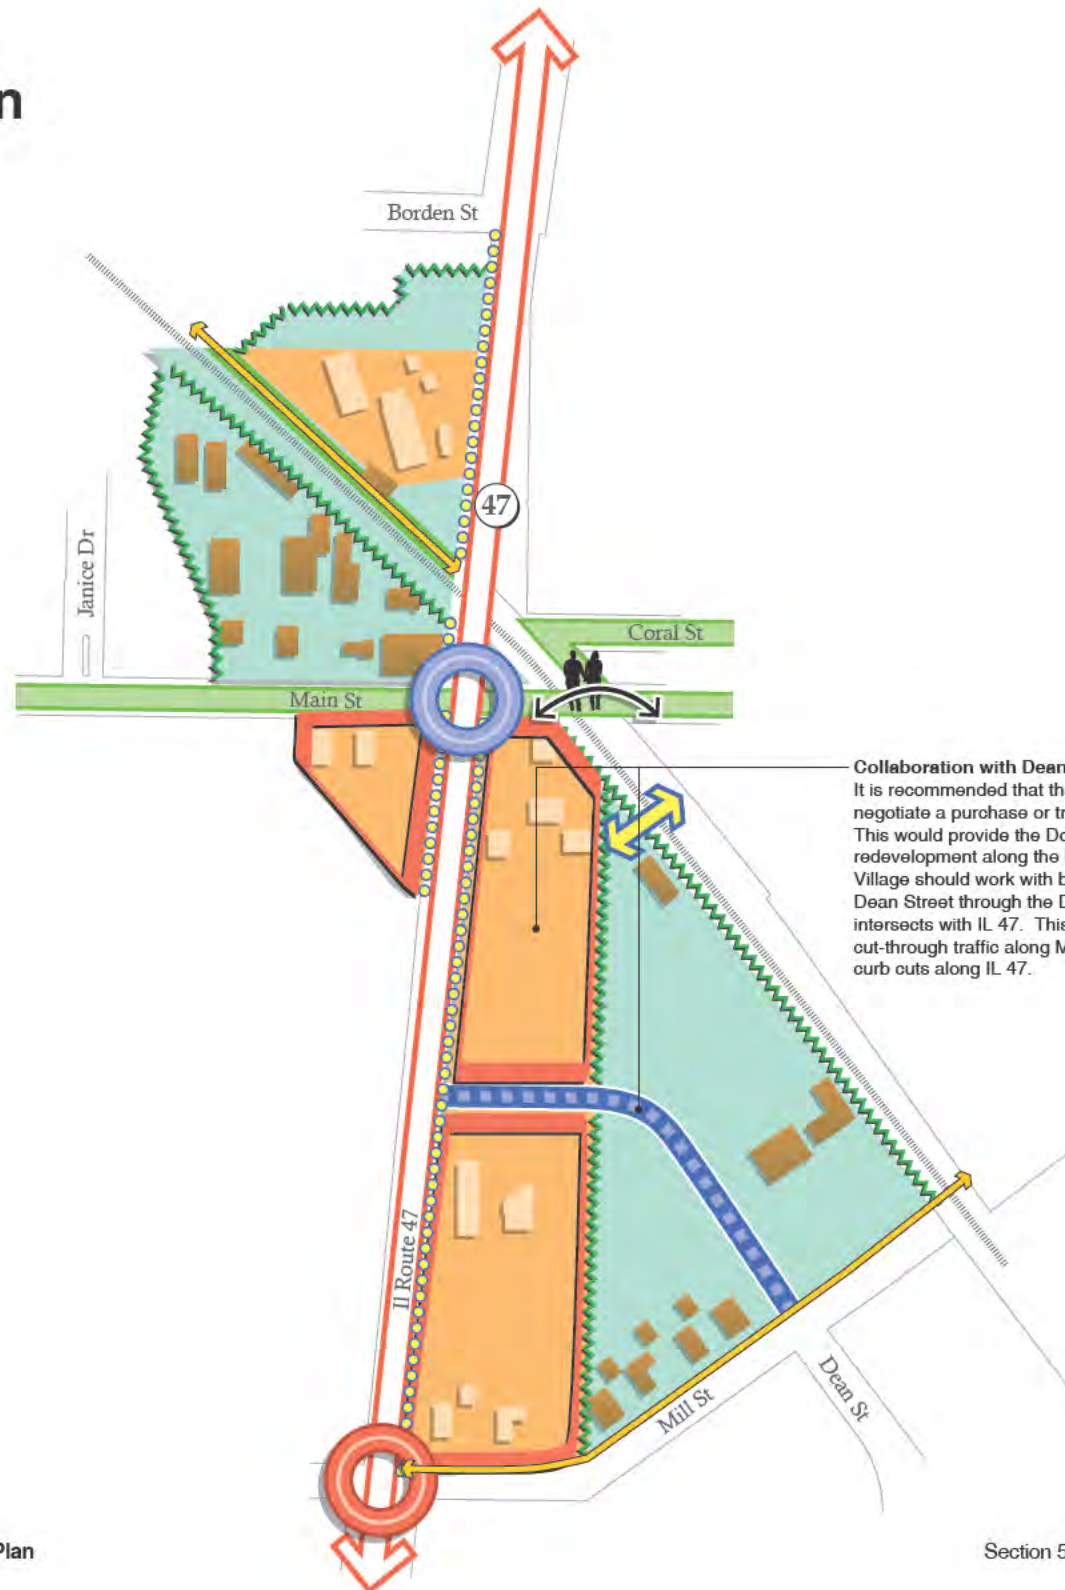 n
Borden St
47
Janice Dr
Coral St
Main St
Collaboration with Dean
It is recommended that th
negotiate a purchase or tr
This would provide the Do
redevelopment along the
Village should work with b
Dean Street through the D
intersects with IL 47.  This
cut-through traffic along M
curb cuts along IL 47.
Il Route 47
Dean St
Mill St
Plan
Section 5